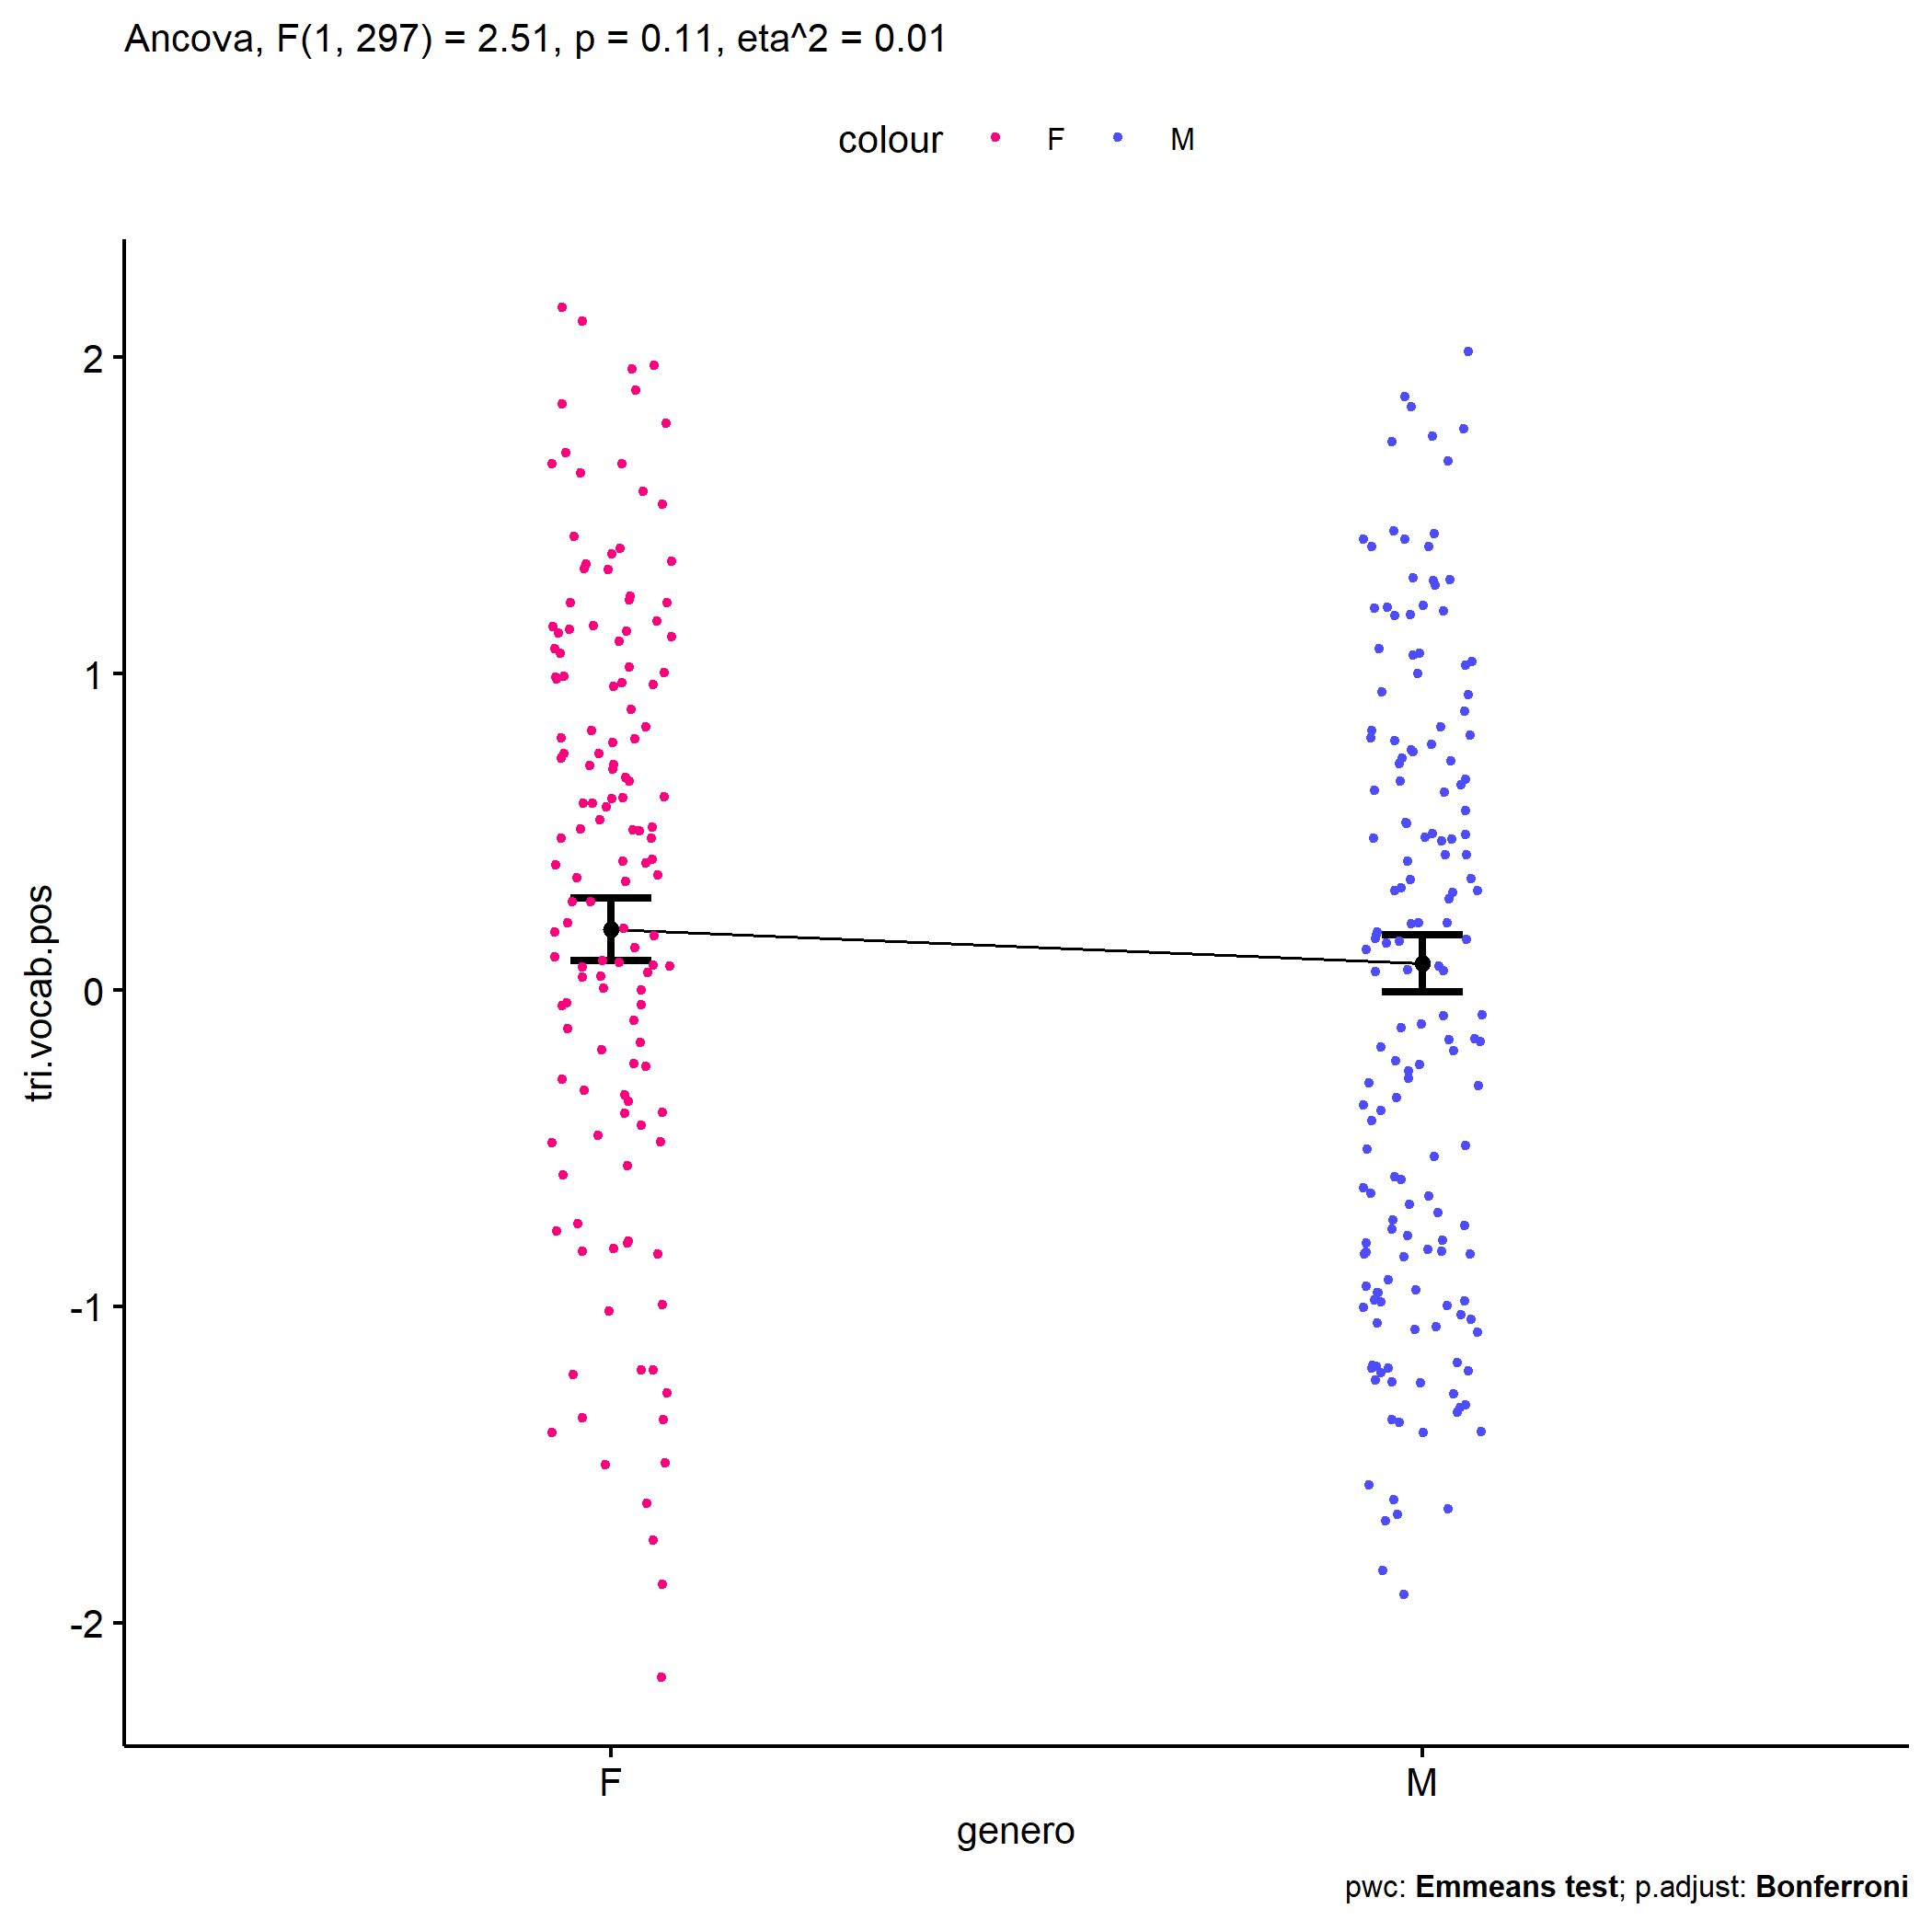 Ancova, F(1, 297) = 2.51, p = 0.11, eta^2 = 0.01
colour F M
2
1
0
-1
-2
tri.vocab.pos
F M
genero
pwc: Emmeans test; p.adjust: Bonferroni